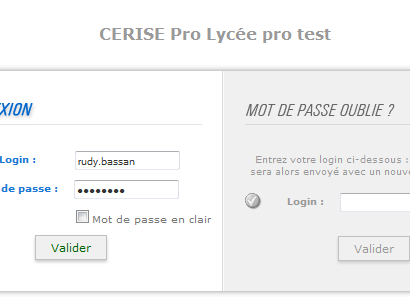 CERISE Pro Lycée pro test
XION
Login :
rudy.bassan
de passe :
••••••••
Mot de passe en clair
Valider
MOT DE PASSE OUBLIE ?
Entrez votre login ci-dessous :
sera alors envoyé avec un nouve
Login :
Valider